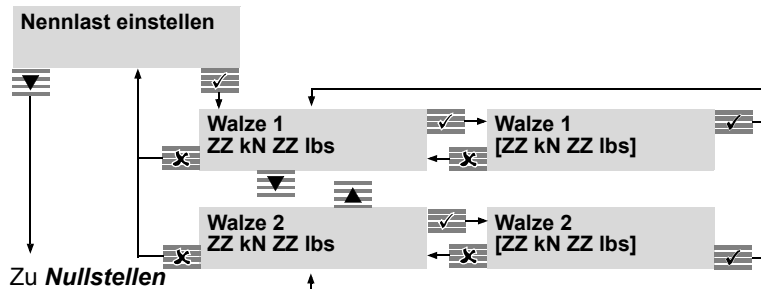 Nennlast einstellen
Walze 1
ZZ kN ZZ lbs
Walze 1
[ZZ kN ZZ lbs]
Walze 2
ZZ kN ZZ lbs
Walze 2
[ZZ kN ZZ lbs]
Zu Nullstellen